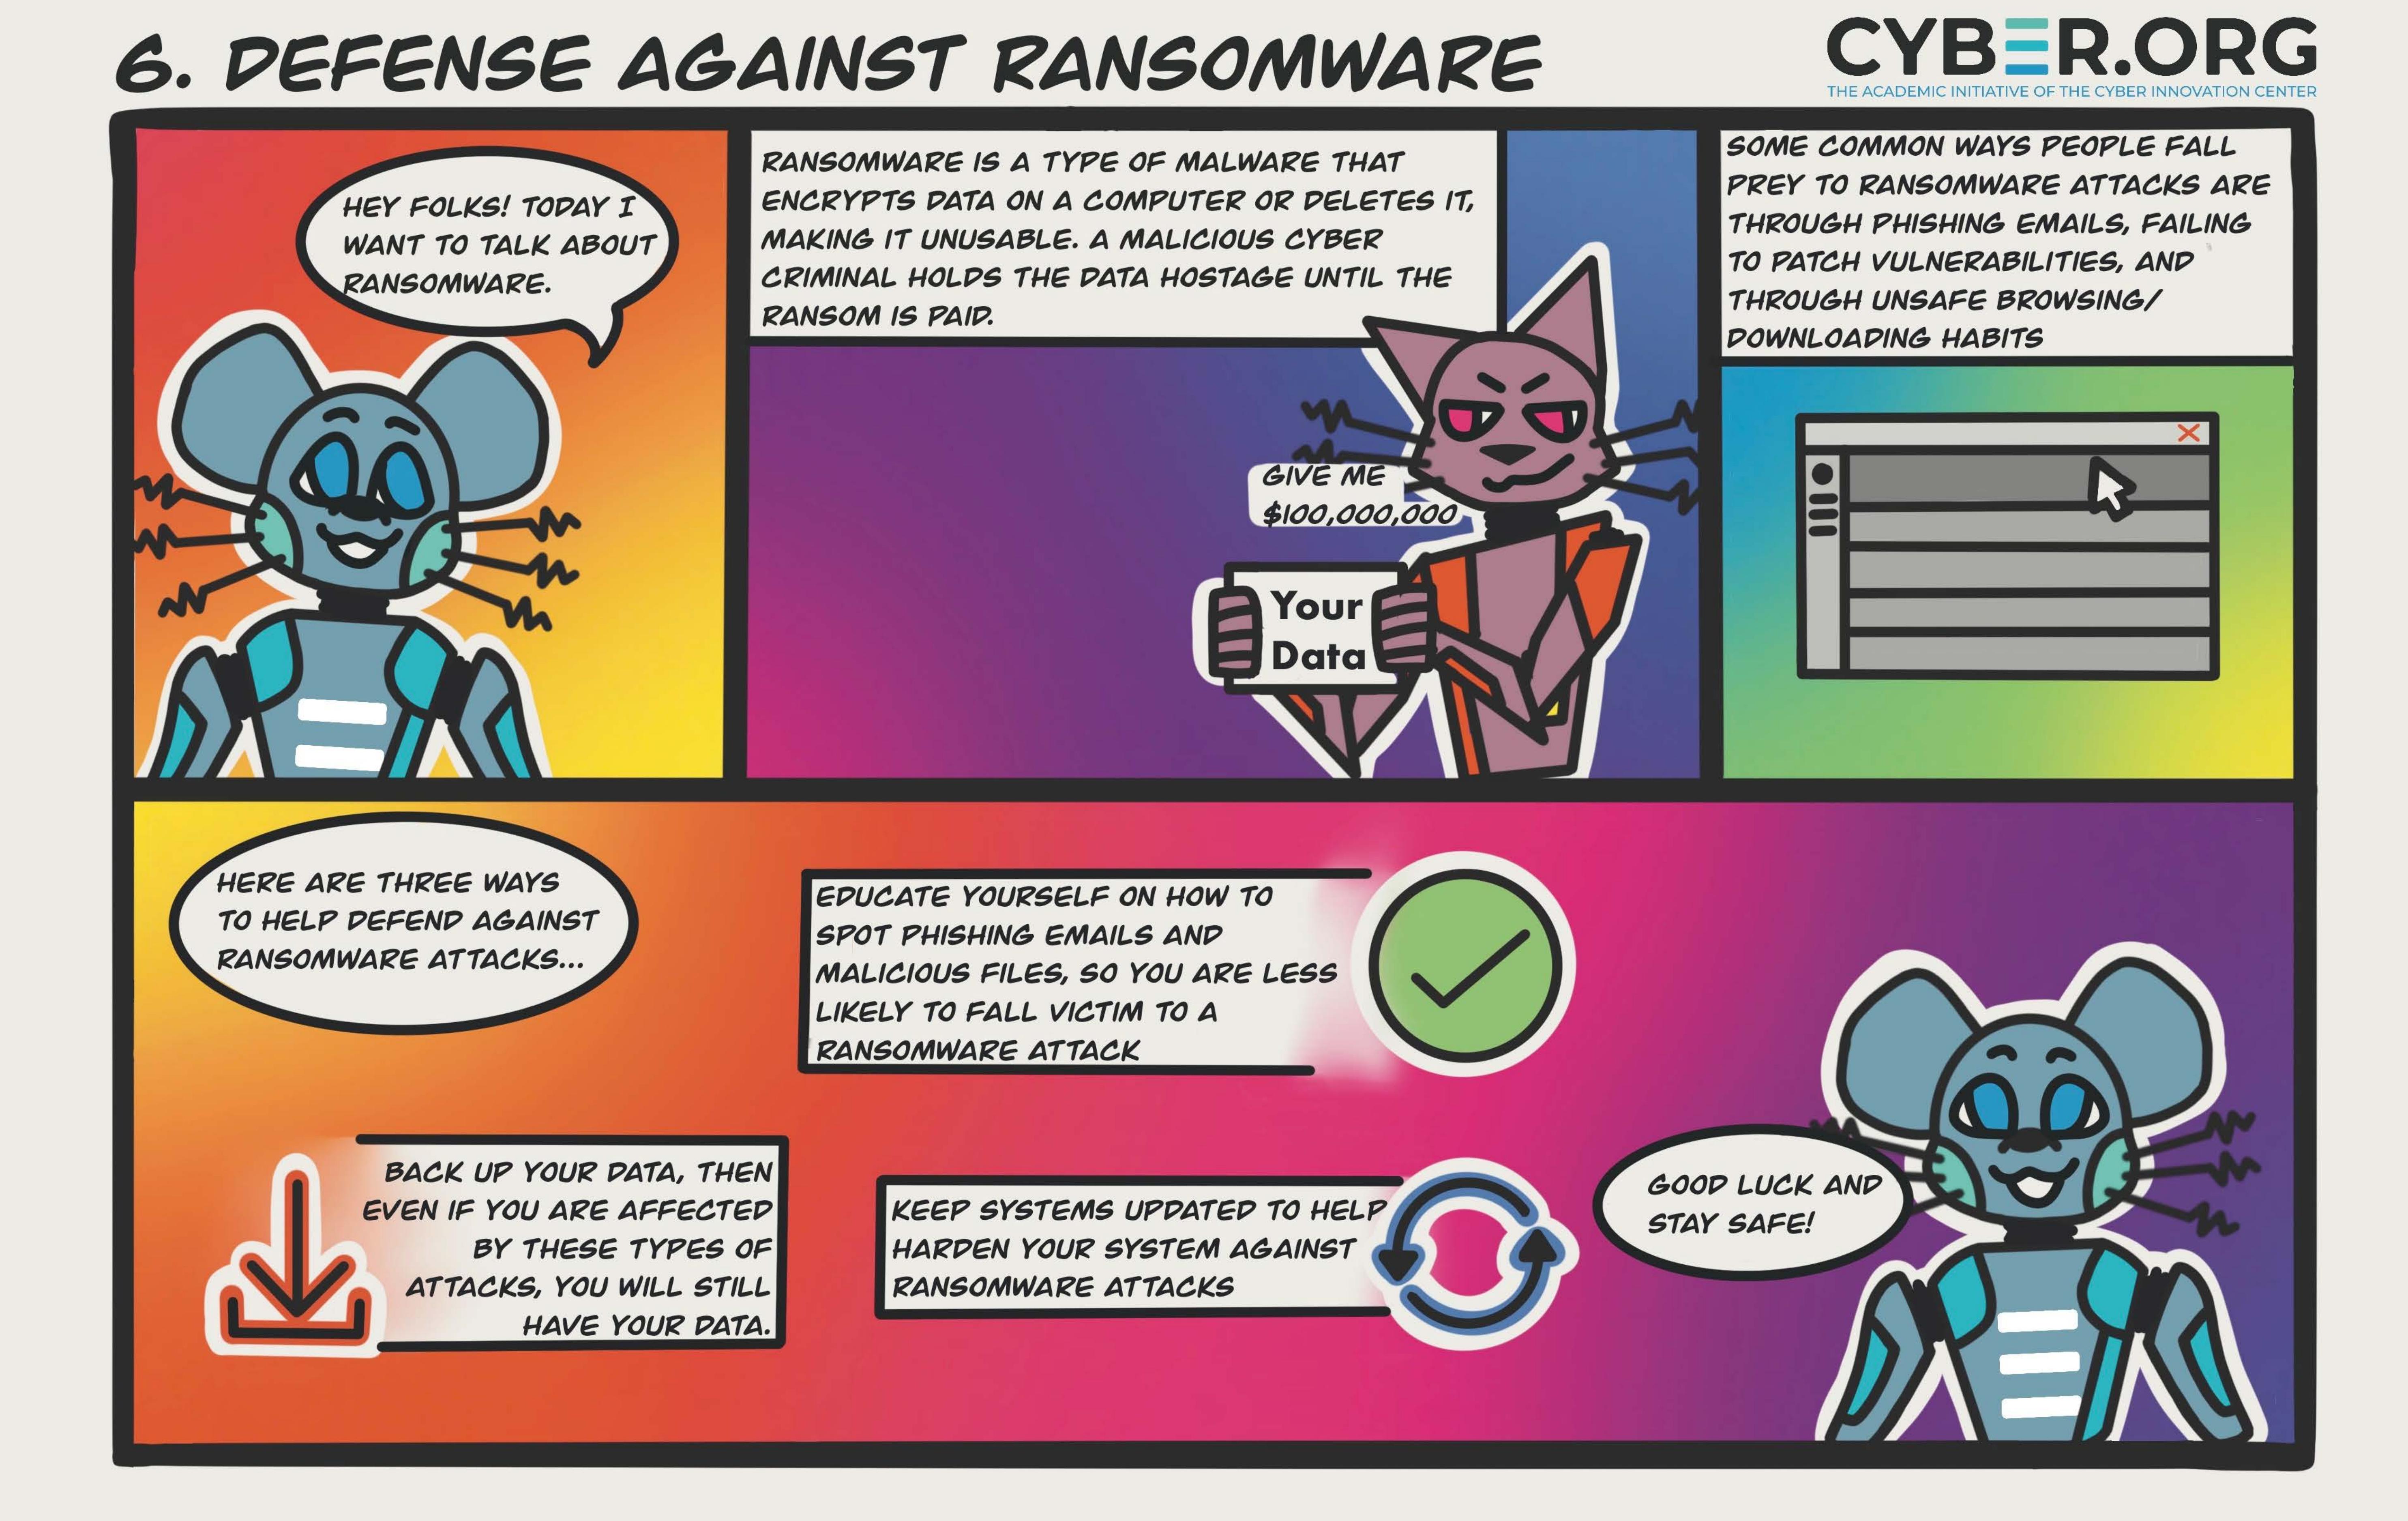 6. DEFENSE AGAINST RANSOMWARE
CYBER.ORG
THE ACADEMIC INITIATIVE OF THE CYBER INNOVATION CENTER
HEY FOLKS! TODAY I
WANT TO TALK ABOUT
RANSOMWARE.
RANSOMWARE IS A TYPE OF MALWARE THAT
ENCRYPTS DATA ON A COMPUTER OR DELETES IT,
MAKING IT UNUSABLE. A MALICIOUS CYBER
CRIMINAL HOLDS THE DATA HOSTAGE UNTIL THE
RANSOM IS PAID.
GIVE ME
$100,000,000
Your
Data
SOME COMMON WAYS PEOPLE FALL
PREY TO RANSOMWARE ATTACKS ARE
THROUGH PHISHING EMAILS, FAILING
TO PATCH VULNERABILITIES, AND
THROUGH UNSAFE BROWSING/
DOWNLOADING HABITS
HERE ARE THREE WAYS
TO HELP DEFEND AGAINST
RANSOMWARE ATTACKS...
EDUCATE YOURSELF ON HOW TO
SPOT PHISHING EMAILS AND
MALICIOUS FILES, SO YOU ARE LESS
LIKELY TO FALL VICTIM TO A
RANSOMWARE ATTACK
BACK UP YOUR DATA, THEN
EVEN IF YOU ARE AFFECTED
BY THESE TYPES OF
ATTACKS, YOU WILL STILL
HAVE YOUR DATA.
KEEP SYSTEMS UPDATED TO HELP
HARDEN YOUR SYSTEM AGAINST
RANSOMWARE ATTACKS
GOOD LUCK AND
STAY SAFE!